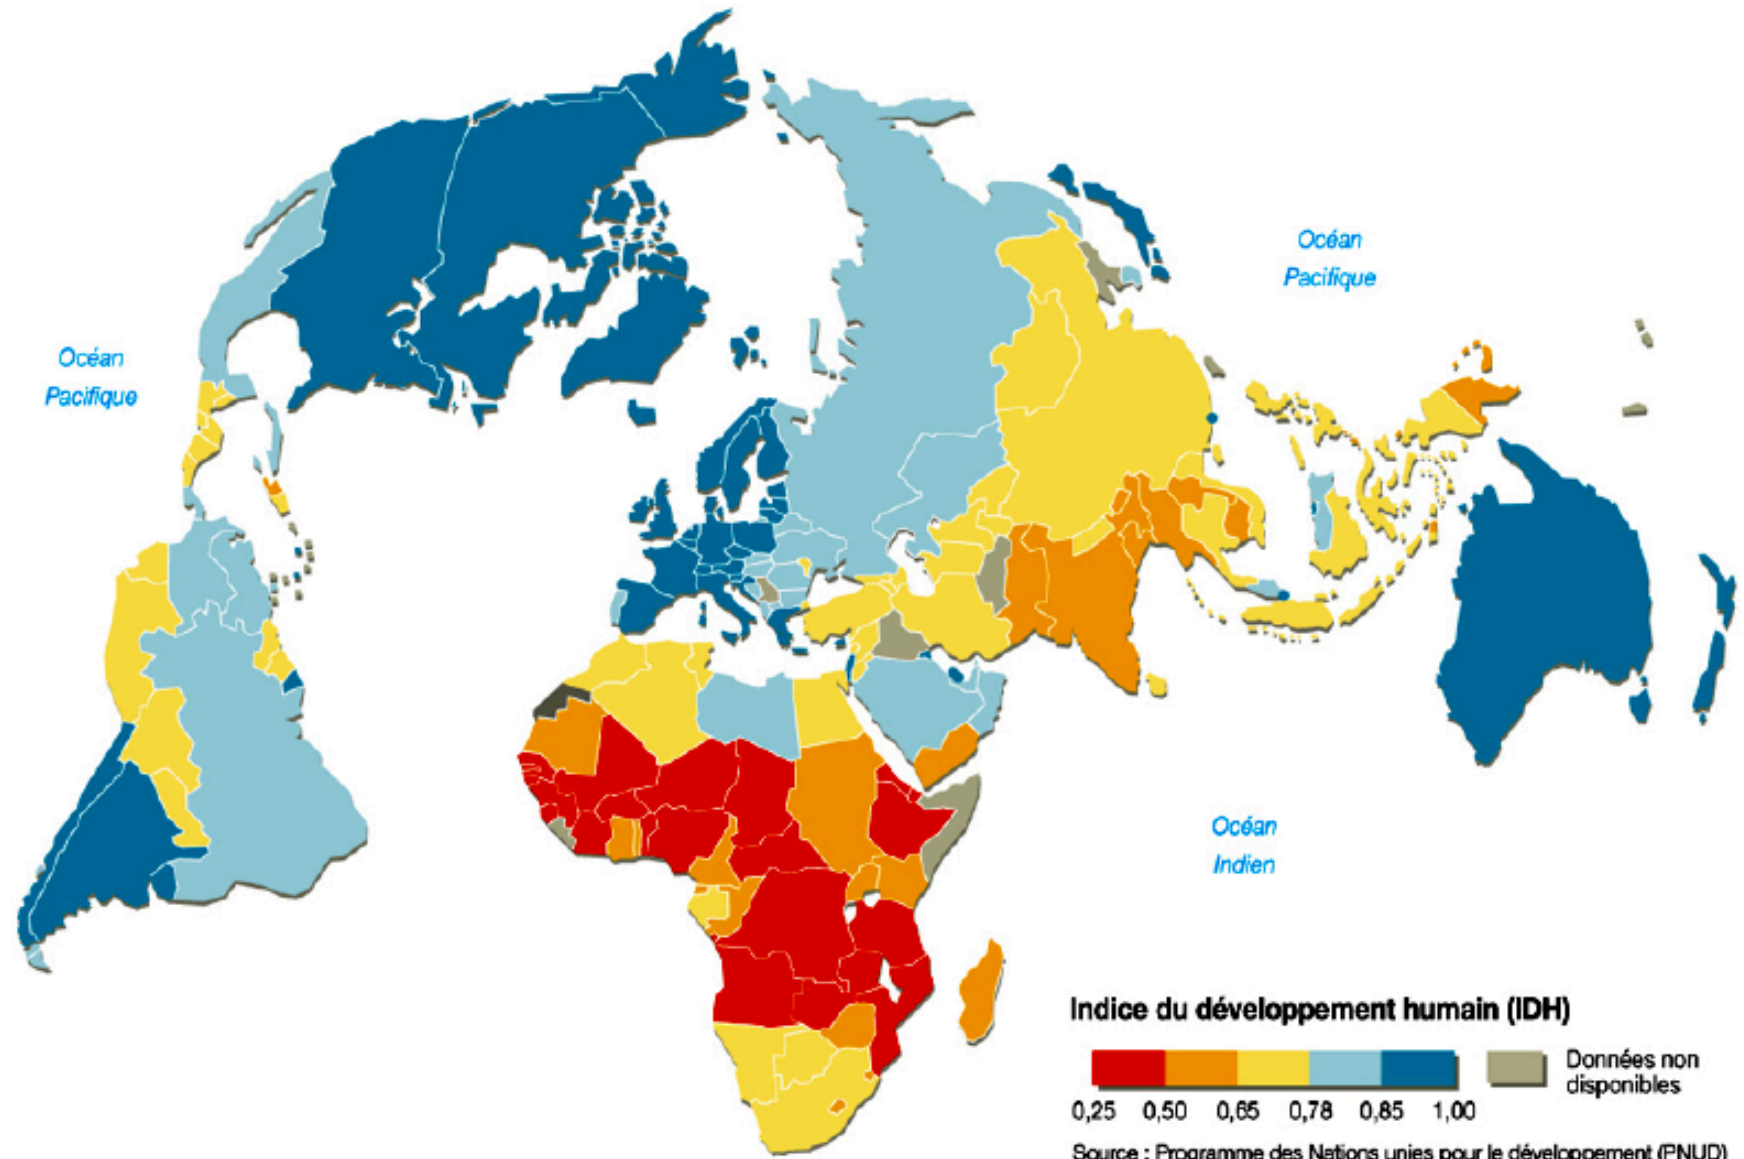 Océan
Pacifique
Océan
Pacifique
Océan
Indien
Indice du développement humain (IDH)
Données non
disponibles
0,25 0,50 0,65 0,78 0,85 1,00
Source : Programme des Nations unies pour le développement (PNUD)